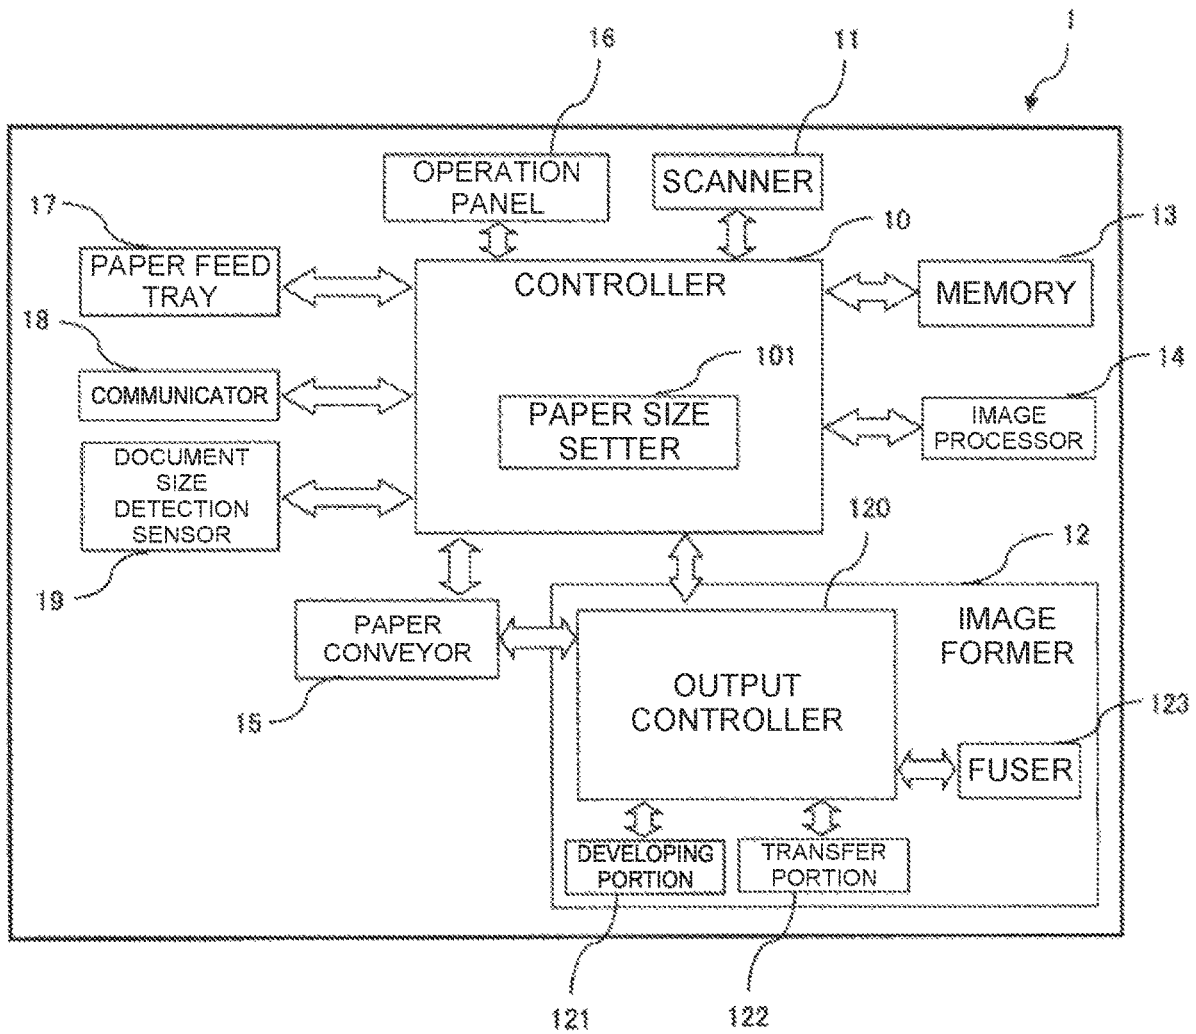 1
16
11
OPERATION
PANEL
SCANNER
17
10
13
PAPER FEED
TRAY
CONTROLLER
MEMORY
18
101
14
COMMUNICATOR
PAPER SIZE
SETTER
IMAGE
PROCESSOR
DOCUMENT
SIZE
DETECTION
SENSOR
120
12
19
PAPER
CONVEYOR
IMAGE
FORMER
15
OUTPUT
CONTROLLER
123
FUSER
DEVELOPING
PORTION
TRANSFER
PORTION
121
122